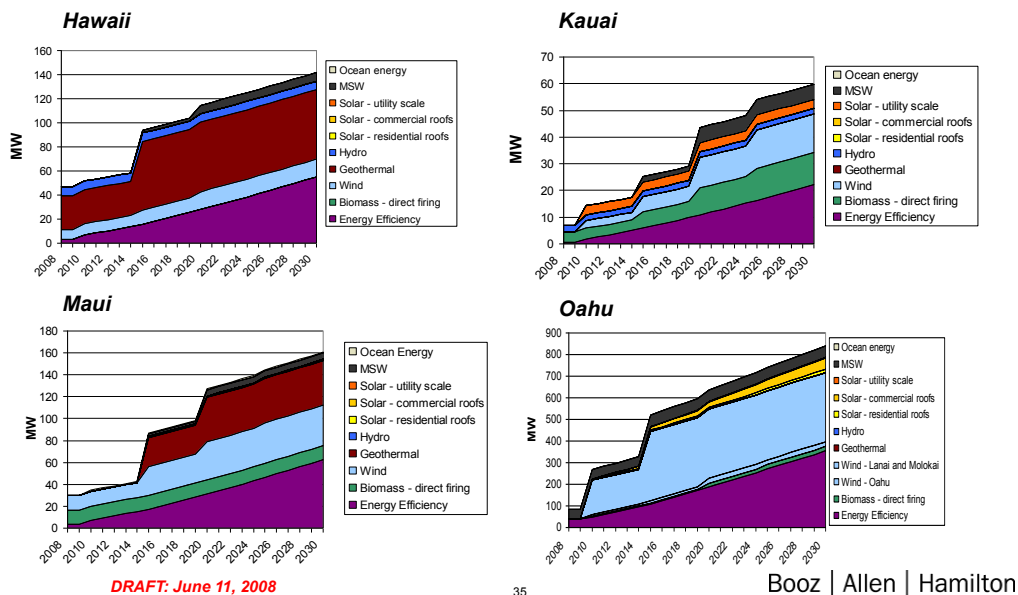 Hawaii
160
140
120
100
80
60
40
20
0
MW
2008
2010
2012
2014
2016
2018
2020
2022
2024
2026
2028
2030
Ocean energy
MSW
Solar - utility scale
Solar - commercial roofs
Solar - residential roofs
Hydro
Geothermal
Wind
Biomass - direct firing
Energy Efficiency
Kauai
70
60
50
40
30
20
10
0
MW
2008
2010
2012
2014
2016
2018
2020
2022
2024
2026
2028
2030
Ocean energy
MSW
Solar - utility scale
Solar - commercial roofs
Solar - residential roofs
Hydro
Geothermal
Wind
Biomass - direct firing
Energy Efficiency
Maui
180
160
140
120
100
80
60
40
20
0
MW
2008
2010
2012
2014
2016
2018
2020
2022
2024
2026
2028
2030
Ocean Energy
MSW
Solar - utility scale
Solar - commercial roofs
Solar - residential roofs
Hydro
Geothermal
Wind
Biomass - direct firing
Energy Efficiency
Oahu
900
800
700
600
500
400
300
200
100
0
MW
2008
2010
2012
2014
2016
2018
2020
2022
2024
2026
2028
2030
Ocean energy
MSW
Solar - utility scale
Solar - commercial roofs
Solar - residential roofs
Hydro
Geothermal
Wind - Lanai and Molokai
Wind - Oahu
Biomass - direct firing
Energy Efficiency
DRAFT: June 11, 2008
35
Booz | Allen | Hamilton